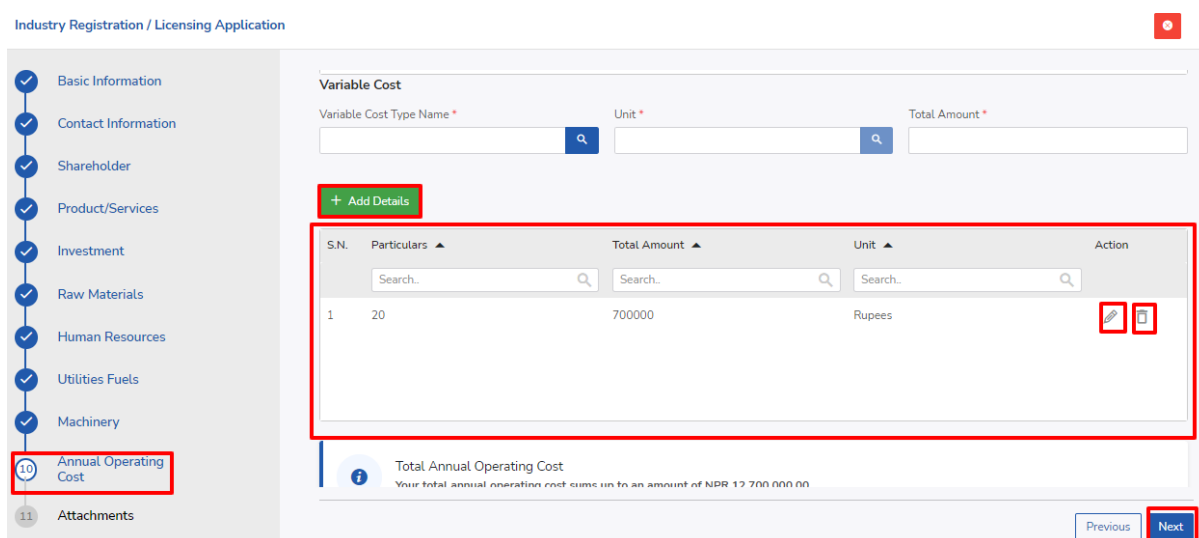 Industry Registration / Licensing Application
Basic Information
Contact Information
Shareholder
Product/Services
Investment
Raw Materials
Human Resources
Utilities Fuels
Machinery
10 Annual Operating
Cost
11 Attachments
Variable Cost
Variable Cost Type Name * Unit * Total Amount *
+ Add Details
S.N. Particulars Total Amount Unit Action
Search.. Search.. Search..
1 20 700000 Rupees
Total Annual Operating Cost
Your total annual operating cost sums up to an amount of NPR 12,700,000.00
Previous Next